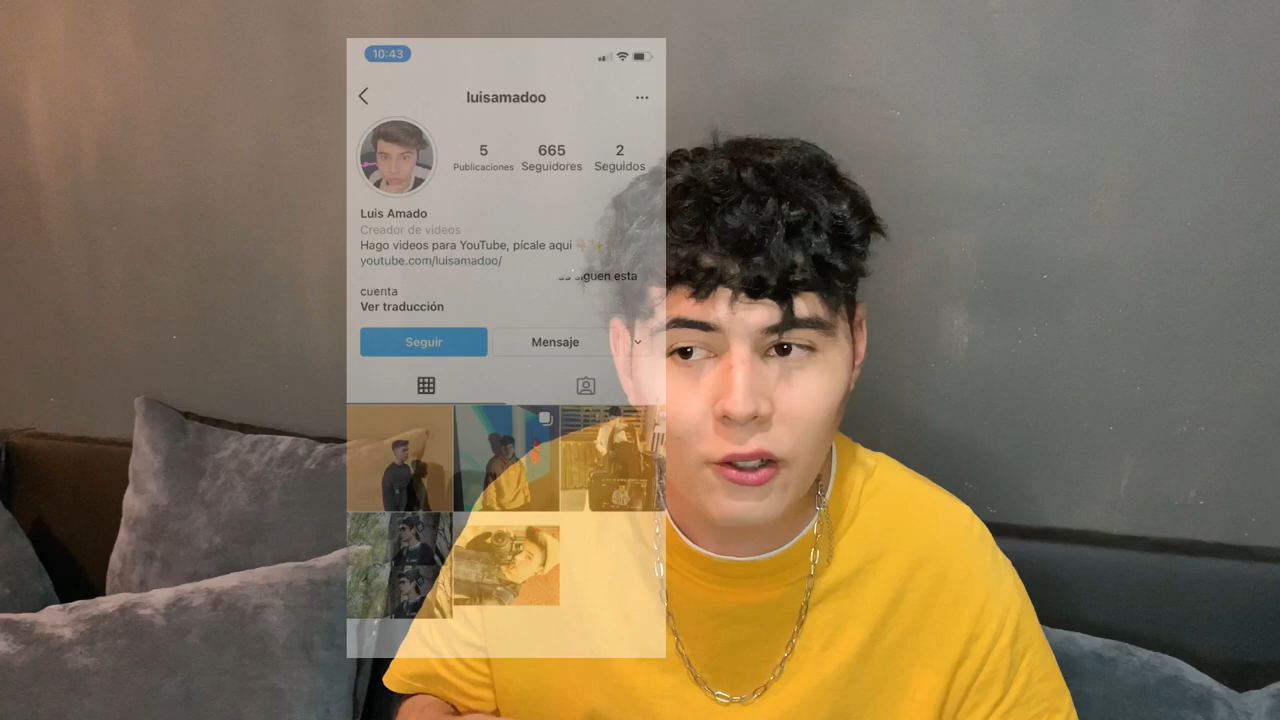 10:43
luisamadoo
5 665 2
Publicaciones Seguidores Seguidos
Luis Amado
Creador de videos
Hago videos para YouTube, pícale aqui
youtube.com/luisamadoo/
siguen esta
cuenta
Ver traducción
Seguir Mensaje